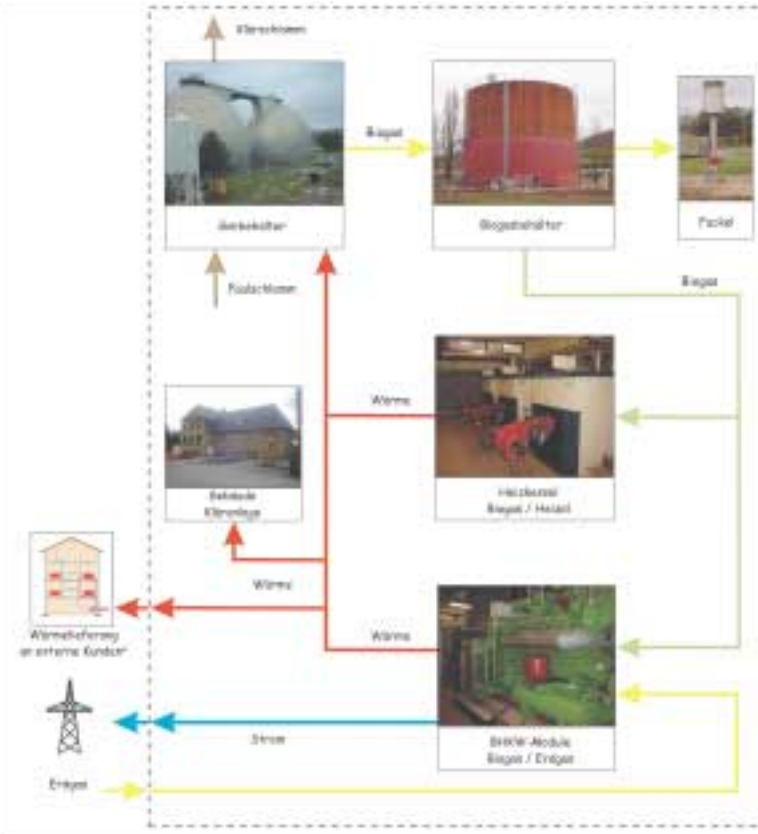 Klärschlamm
Biogas
Biogasbehälter
Fackel
Faulschlamm
Biogas
Wärme
Gebäude
Kläranlage
Heizkessel
Biogas / Heizöl
Wärme
Wärme
Wärmelieferung
an externe Kunden
Strom
BHKW-Module
Biogas / Erdgas
Erdgas